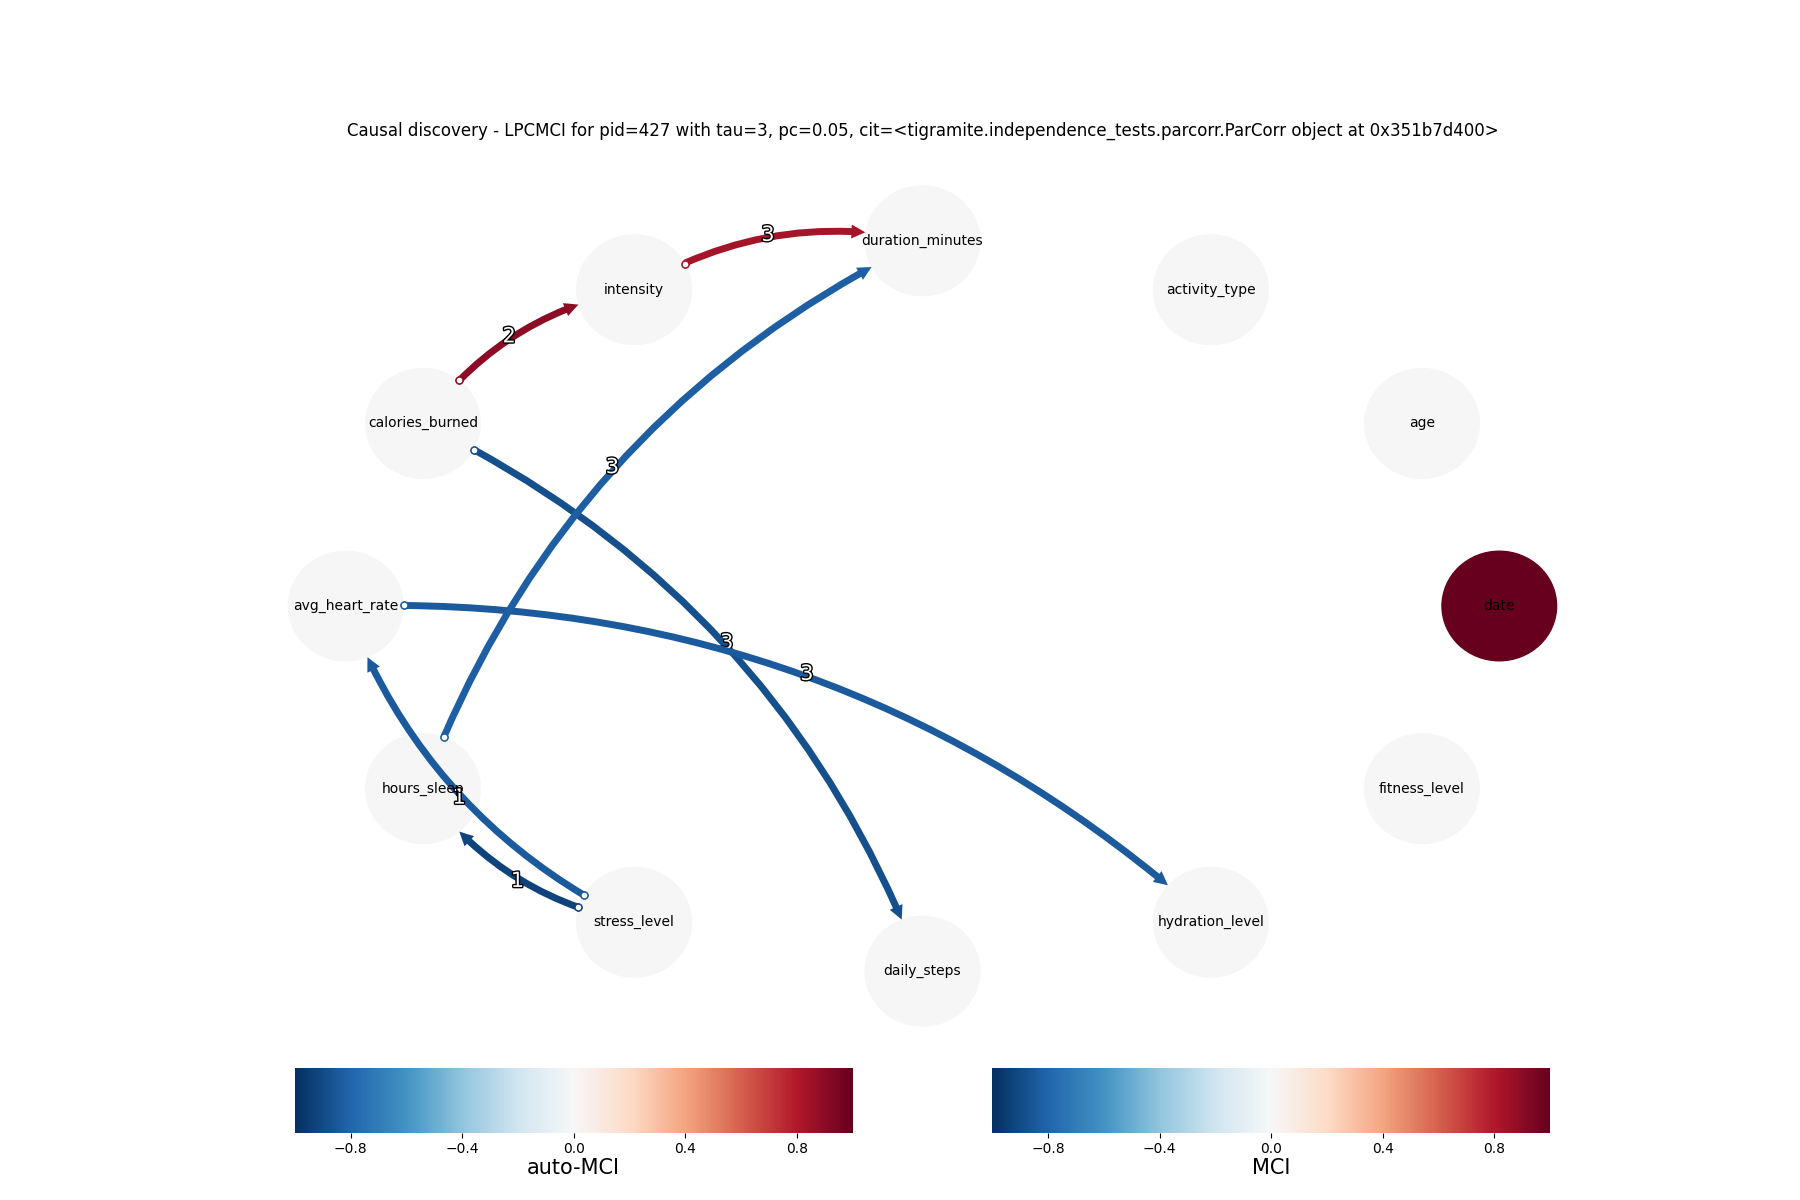 Causal discovery - LPCMCI for pid=427 with tau=3, pc=0.05, cit=<tigramite.independence_tests.parcorr.ParCorr object at 0x351b7d400>
3
duration_minutes
intensity
activity_type
2
calories_burned
age
3
avg_heart_rate
date
3
3
hours_sleep
1
fitness_level
1
stress_level
hydration_level
daily_steps
−0.8 −0.4 0.0 0.4 0.8
auto-MCI
−0.8 −0.4 0.0 0.4 0.8
MCI